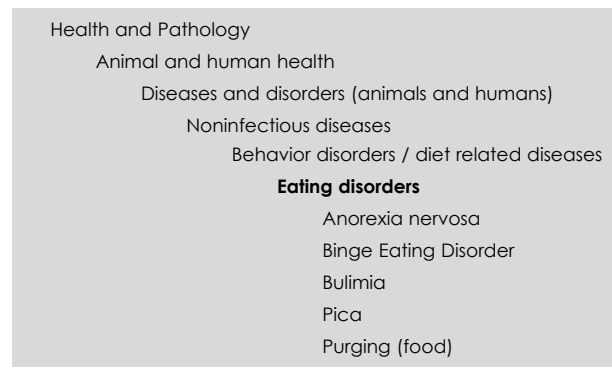 Health and Pathology
Animal and human health
Diseases and disorders (animals and humans)
Noninfectious diseases
Behavior disorders / diet related diseases
Eating disorders
Anorexia nervosa
Binge Eating Disorder
Bulimia
Pica
Purging (food)